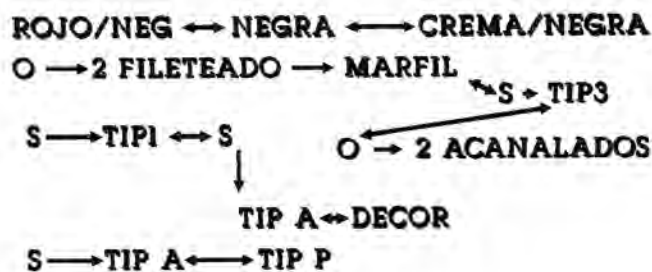 ROJO/NEG ↔ NEGRA ↔ CREMA/NEGRA
O → 2 FILETEADO → MARFIL
S → TIP3
S → TIP1 ↔ S
O → 2 ACANALADOS
TIP A ↔ DECOR
S → TIP A ↔ TIP P